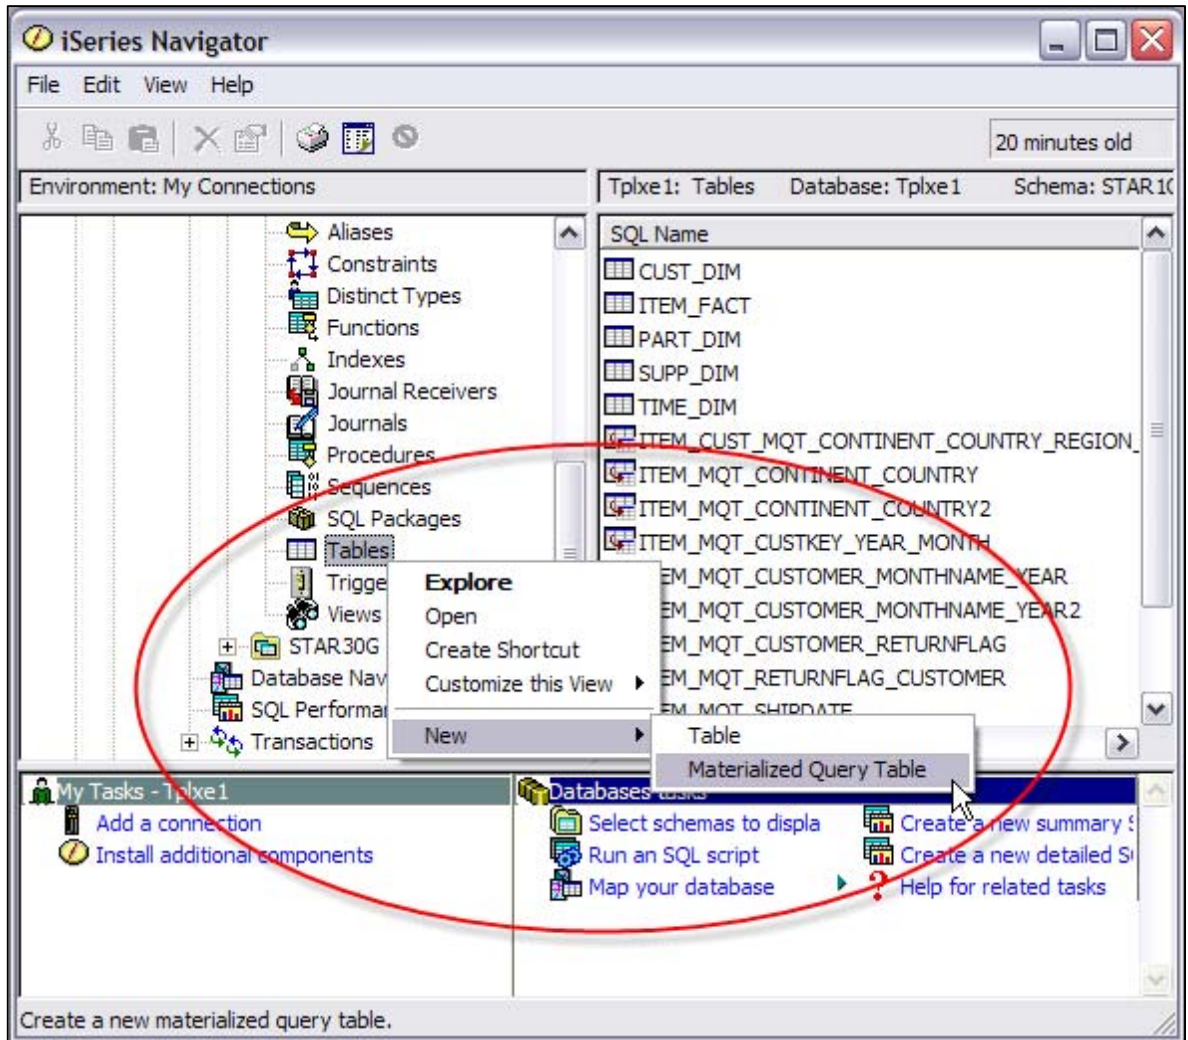 iSeries Navigator
File Edit View Help
20 minutes old
Environment: My Connections
Tplxe1: Tables Database: Tplxe1 Schema: STAR10
Aliases
Constraints
Distinct Types
Functions
Indexes
Journal Receivers
Journals
Procedures
Sequences
SQL Packages
Tables
Trigge
Views
STAR30G
Database Nav
SQL Performa
Transactions
SQL Name
CUST_DIM
ITEM_FACT
PART_DIM
SUPP_DIM
TIME_DIM
ITEM_CUST_MQT_CONTINENT_COUNTRY_REGION_
ITEM_MQT_CONTINENT_COUNTRY
ITEM_MQT_CONTINENT_COUNTRY2
ITEM_MQT_CUSTKEY_YEAR_MONTH
EM_MQT_CUSTOMER_MONTHNAME_YEAR
EM_MQT_CUSTOMER_MONTHNAME_YEAR2
EM_MQT_CUSTOMER_RETURNFLAG
EM_MQT_RETURNFLAG_CUSTOMER
EM_MQT_SHIPDATE
Explore
Open
Create Shortcut
Customize this View
New
Table
Materialized Query Table
My Tasks - Tplxe1
Add a connection
Install additional components
Databases tasks
Select schemas to displa
Run an SQL script
Map your database
Create a new summary S
Create a new detailed S
Help for related tasks
Create a new materialized query table.